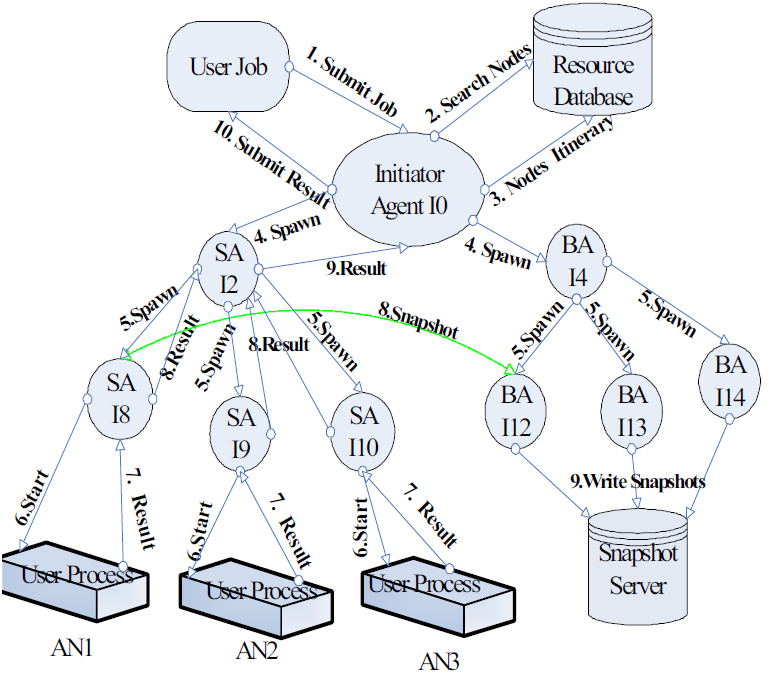 User Job
1. Submit Job
2. Search Nodes
Resource
Database
10. Submit Result
Initiator
Agent I0
3. Nodes Itinerary
4. Spawn
SA
I2
9.Result
4. Spawn
BA
I4
5.Spawn
8.Result
5.Spawn
8.Result
5.Spawn
8.Snapshot
5.Spawn
5.Spawn
5.Spawn
SA
I8
SA
I9
SA
I10
BA
I12
BA
I13
BA
I14
6.Start
7. Result
6.Start
7. Result
6.Start
7. Result
9.Write Snapshots
User Process
User Process
User Process
Snapshot
Server
AN1
AN2
AN3